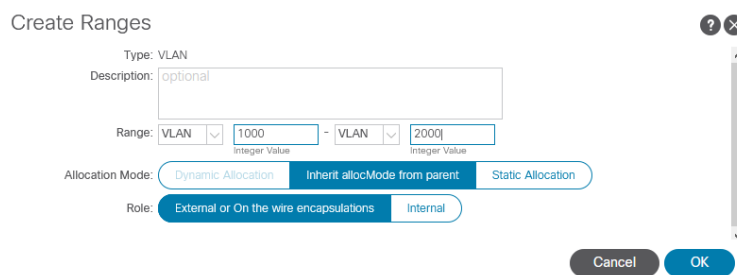 Create Ranges
?
Type: VLAN
Description: optional
Range: VLAN 1000 - VLAN 2000
Integer Value Integer Value
Allocation Mode: Dynamic Allocation Inherit allocMode from parent Static Allocation
Role: External or On the wire encapsulations Internal
Cancel OK